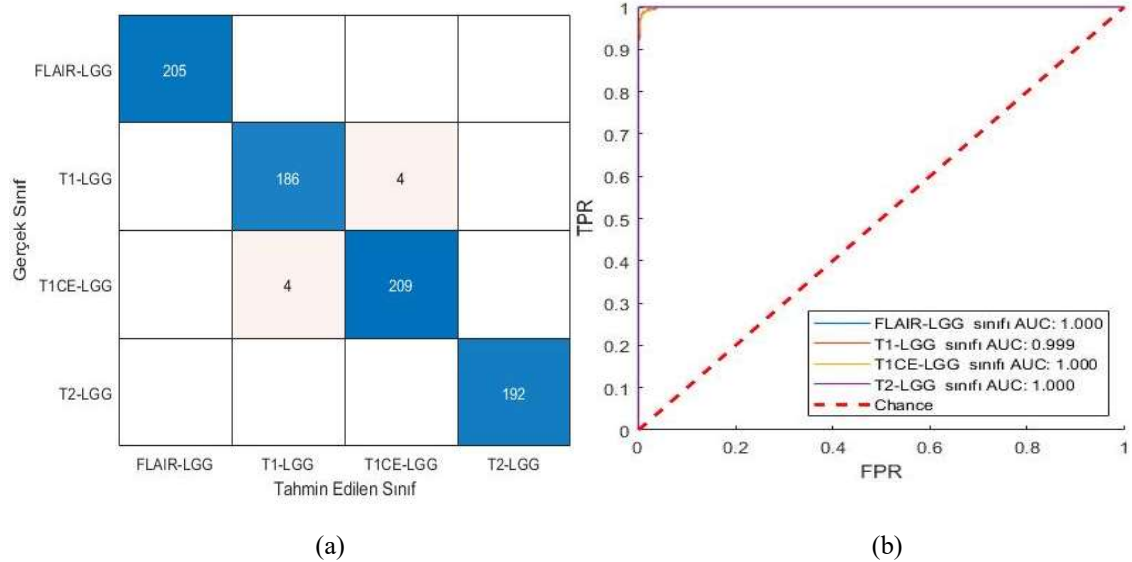 FLAIR-LGG
205
T1-LGG
186
4
T1CE-LGG
4
209
T2-LGG
192
Gerçek Sınıf
FLAIR-LGG
T1-LGG
T1CE-LGG
T2-LGG
Tahmin Edilen Sınıf
(a)
1
0.9
0.8
0.7
0.6
0.5
0.4
0.3
0.2
0.1
0
TPR
FLAIR-LGG sınıfı AUC: 1.000
T1-LGG sınıfı AUC: 0.999
T1CE-LGG sınıfı AUC: 1.000
T2-LGG sınıfı AUC: 1.000
Chance
0
0.2
0.4
0.6
0.8
1
FPR
(b)